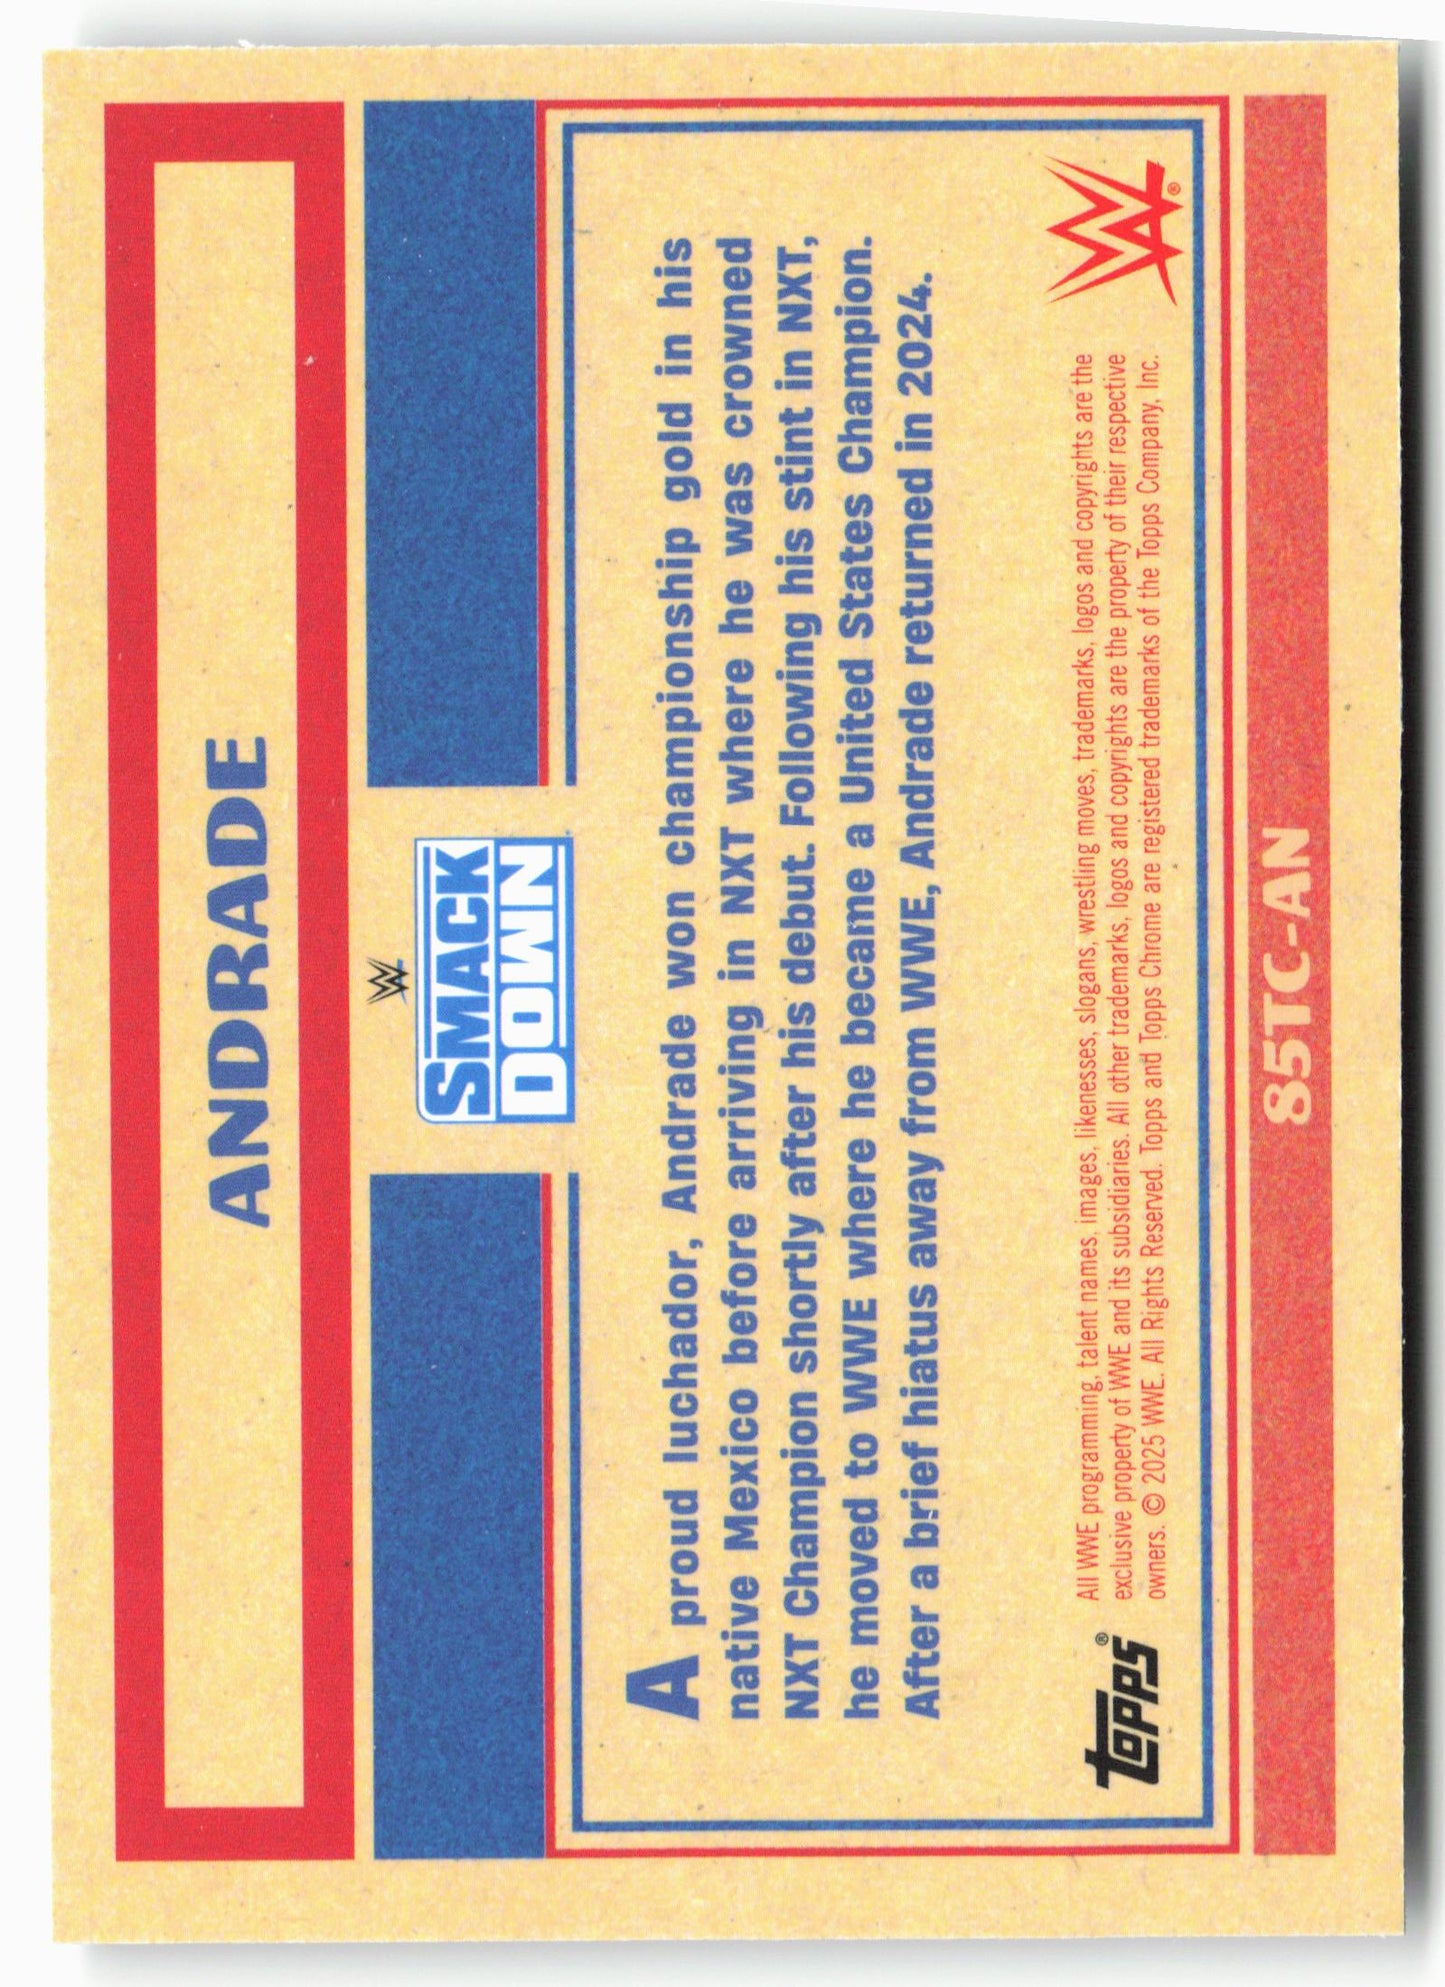 ANDRADE
W
SMACK
DOWN
A proud luchador, Andrade won championship gold in his
native Mexico before arriving in NXT where he was crowned
NXT Champion shortly after his debut. Following his stint in NXT,
he moved to WWE where he became a United States Champion.
After a brief hiatus away from WWE, Andrade returned in 2024.
topps®
All WWE programming, talent names, images, likenesses, slogans, wrestling moves, trademarks, logos and copyrights are the
exclusive property of WWE and its subsidiaries. All other trademarks, logos and copyrights are the property of their respective
owners. © 2025 WWE. All Rights Reserved. Topps and Topps Chrome are registered trademarks of the Topps Company, Inc.
W®
85TC-AN